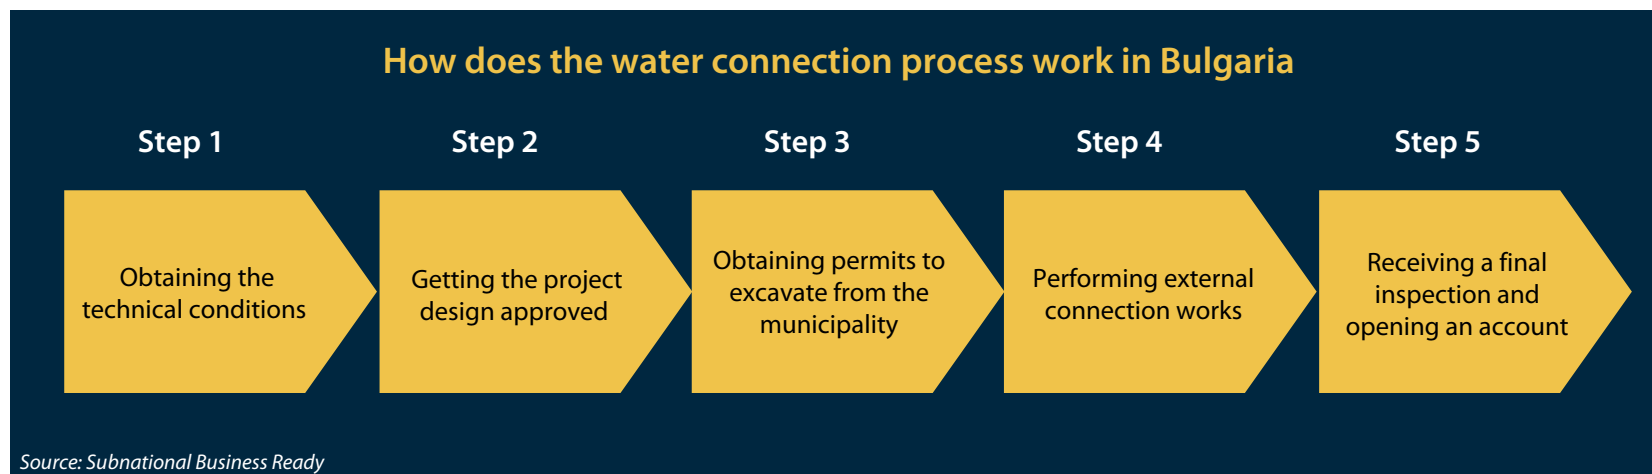 How does the water connection process work in Bulgaria
Step 1
Step 2
Step 3
Step 4
Step 5
Obtaining the
technical conditions
Getting the project
design approved
Obtaining permits to
excavate from the
municipality
Performing external
connection works
Receiving a final
inspection and
opening an account
Source: Subnational Business Ready